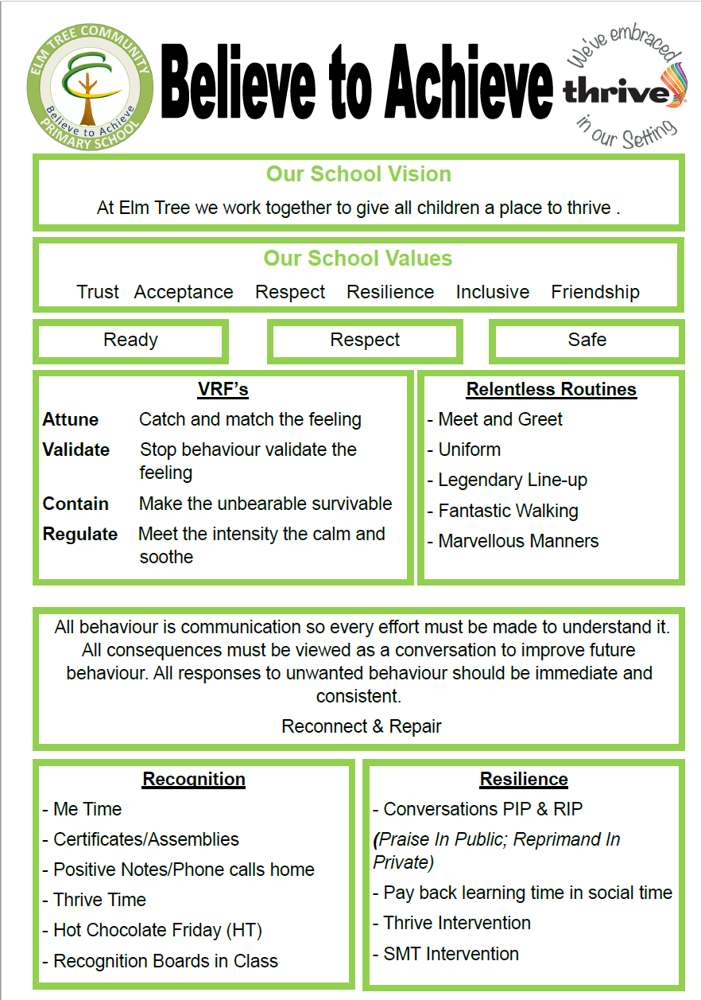 ELM TREE COMMUNITY
Believe to Achieve
PRIMARY SCHOOL
Believe to Achieve
We've embraced
thrive
in our Setting
Our School Vision
At Elm Tree we work together to give all children a place to thrive .
Our School Values
Trust Acceptance Respect Resilience Inclusive Friendship
Ready
Respect
Safe
VRF's
Attune Catch and match the feeling
Validate Stop behaviour validate the
feeling
Contain Make the unbearable survivable
Regulate Meet the intensity the calm and
soothe
Relentless Routines
- Meet and Greet
- Uniform
- Legendary Line-up
- Fantastic Walking
- Marvellous Manners
All behaviour is communication so every effort must be made to understand it.
All consequences must be viewed as a conversation to improve future
behaviour. All responses to unwanted behaviour should be immediate and
consistent.
Reconnect & Repair
Recognition
- Me Time
- Certificates/Assemblies
- Positive Notes/Phone calls home
- Thrive Time
- Hot Chocolate Friday (HT)
- Recognition Boards in Class
Resilience
- Conversations PIP & RIP
(Praise In Public; Reprimand In
Private)
- Pay back learning time in social time
- Thrive Intervention
- SMT Intervention